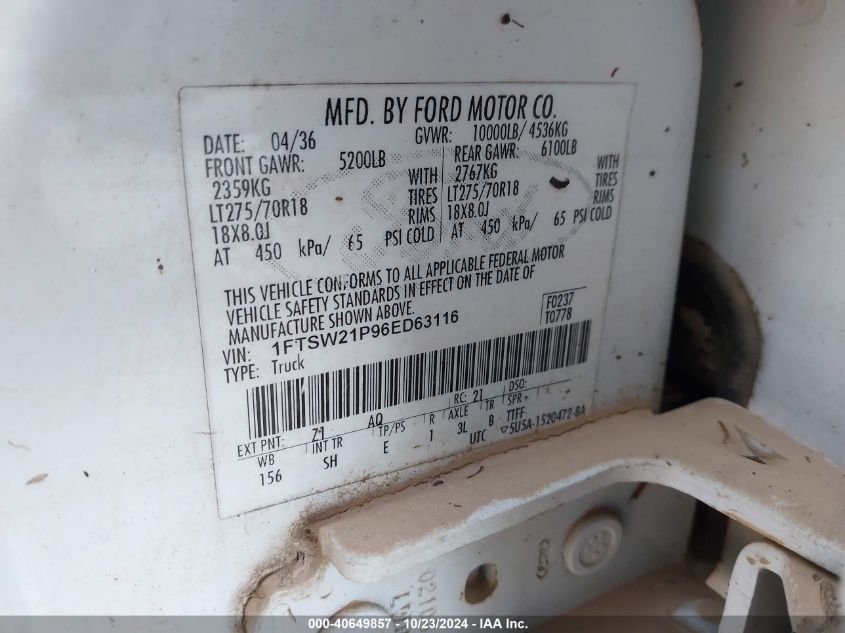 MFD. BY FORD MOTOR CO.
DATE: 04/36 GVWR: 10000LB/ 4536KG
FRONT GAWR: 5200LB REAR GAWR: 6100LB
2359KG WITH 2767KG WITH
LT275/70R18 TIRES LT275/70R18 TIRES
18X8.0J RIMS 18X8.0J RIMS
AT 450 kPa/ 65 PSI COLD AT 450 kPa/ 65 PSI COLD
THIS VEHICLE CONFORMS TO ALL APPLICABLE FEDERAL MOTOR
VEHICLE SAFETY STANDARDS IN EFFECT ON THE DATE OF
MANUFACTURE SHOWN ABOVE.
F0237
T0778
VIN: 1FTSW21P96ED63116
TYPE: Truck
EXT PNT: Z1 AQ RC: 21 DSO:
WB INT TR TP/PS R AXLE TR SPR
156 SH E 1 3L B TTFF
UTC ▽5U5A-1520472-BA
000-40649857 - 10/23/2024 - IAA Inc.